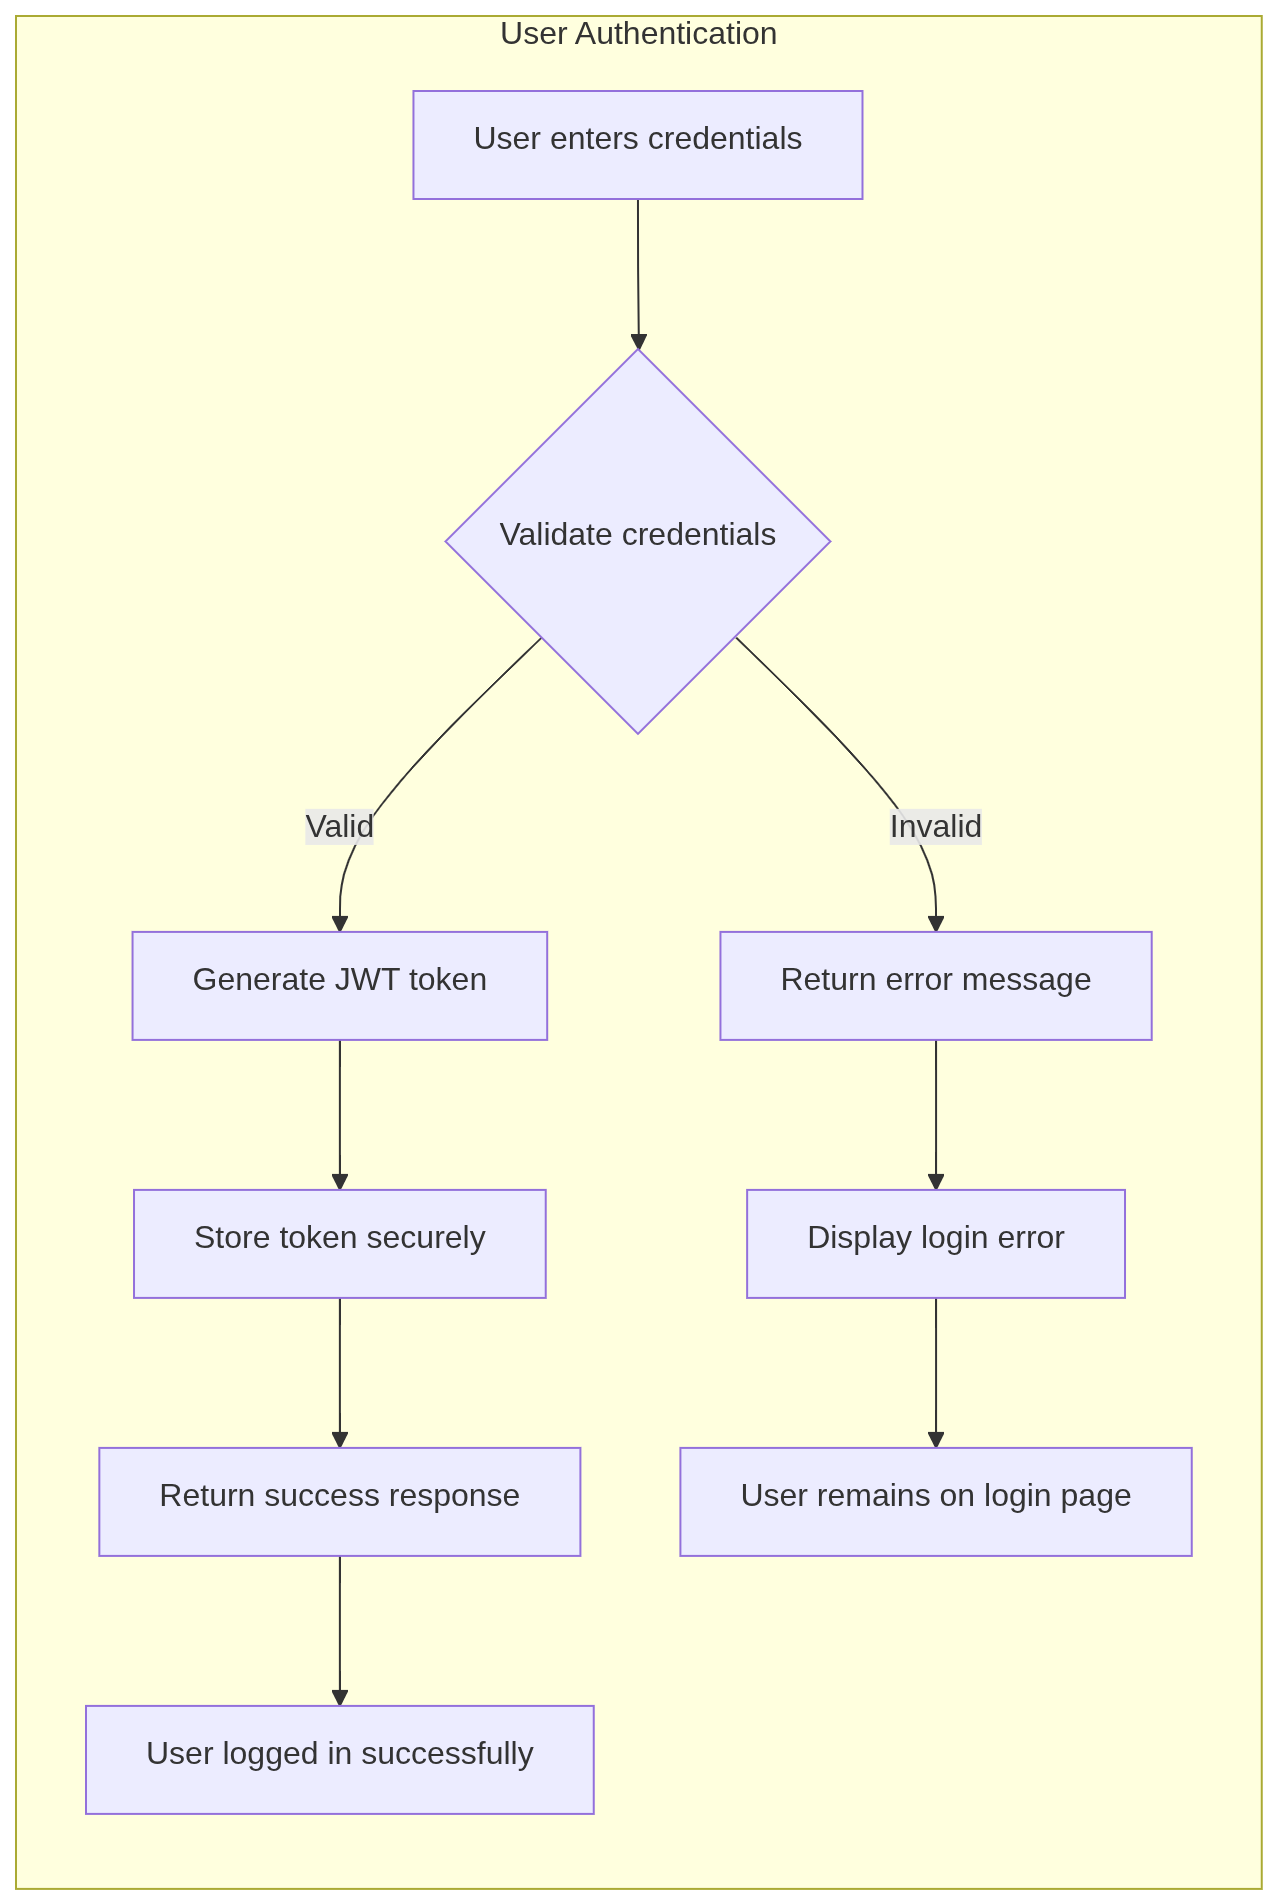 User Authentication
User enters credentials
Validate credentials
Valid
Invalid
Generate JWT token
Return error message
Store token securely
Display login error
Return success response
User remains on login page
User logged in successfully